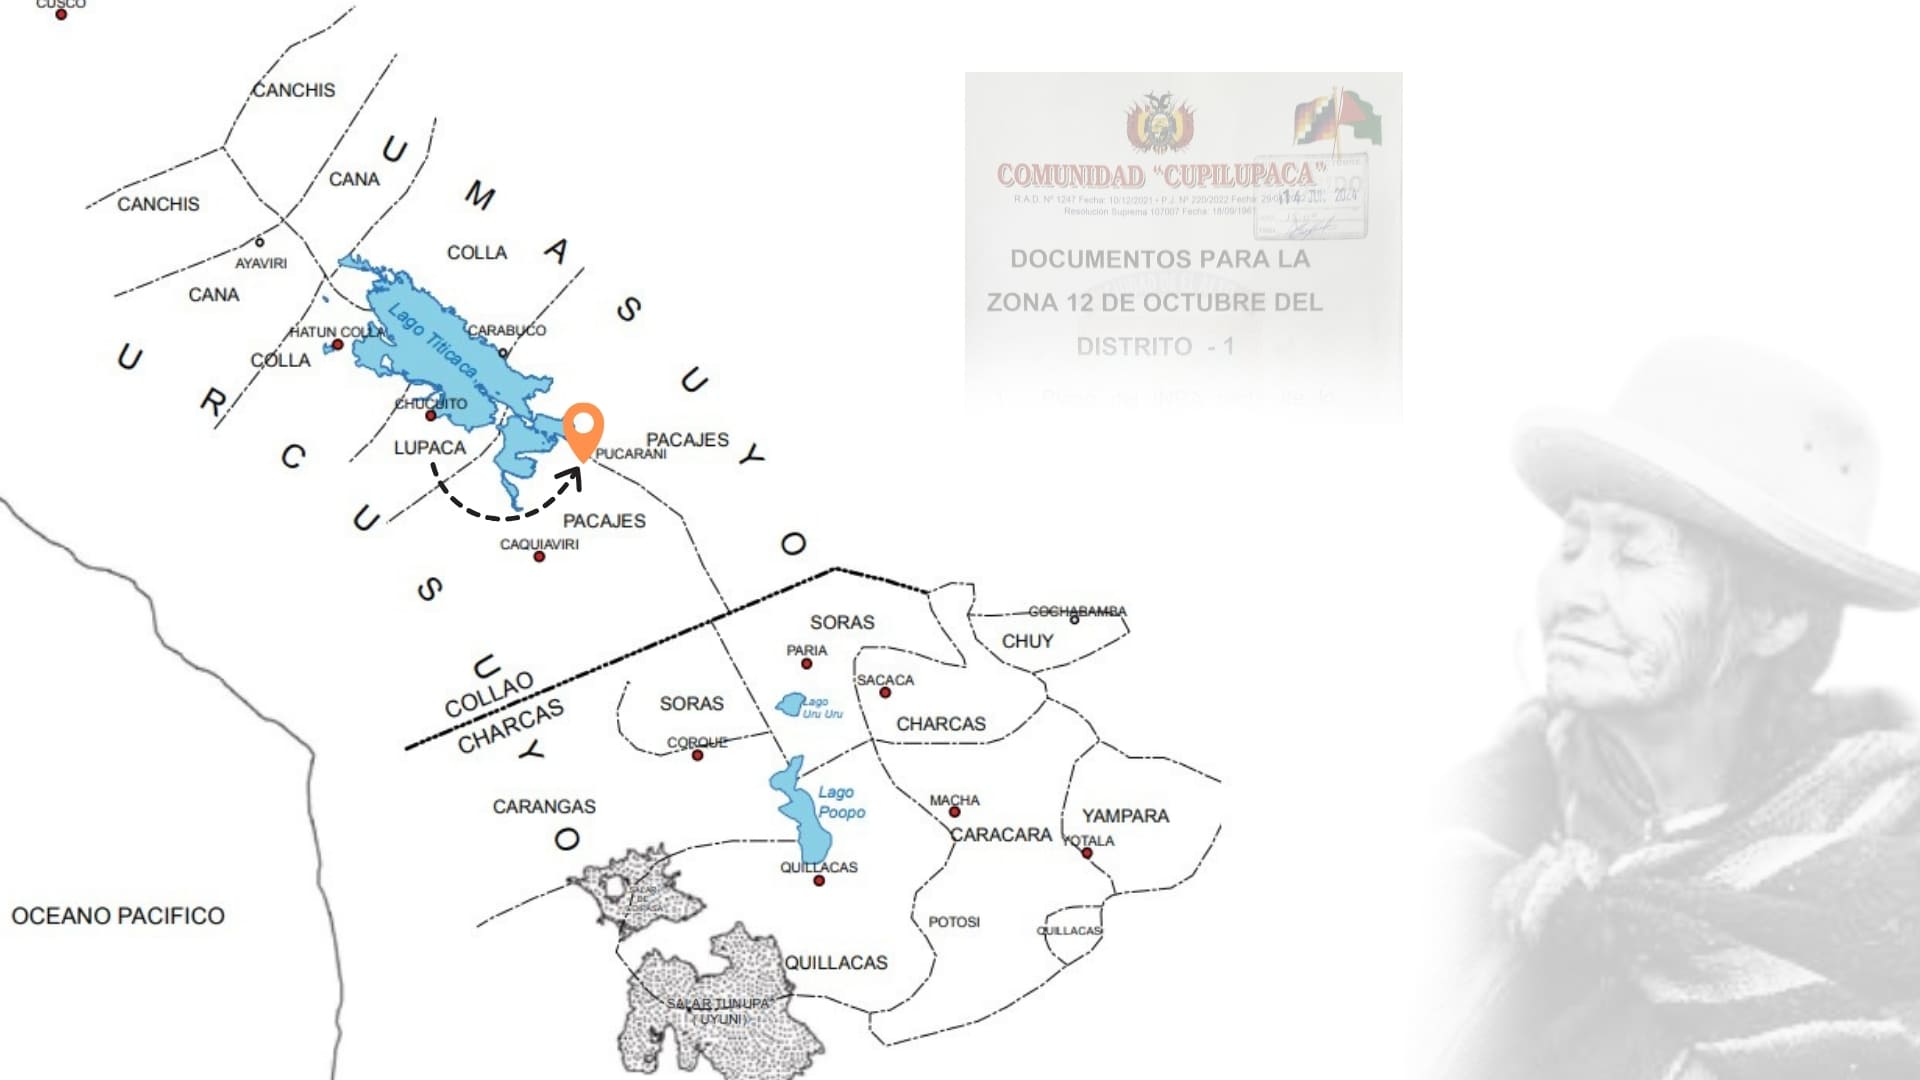 CUSCO
CANCHIS
CANA
CANCHIS
COLLA
AYAVIRI
CANA
HATUN COLLA
COLLA
Lago Titicaca
CARABUCO
CHUCUITO
LUPACA
PACAJES
PUCARANI
PACAJES
CAQUIAVIRI
UMASUYO
URCUSUYO
COLLAO
CHARCAS
SORAS
PARIA
COCHABAMBA
CHUY
SACACA
SORAS
Lago
Uru Uru
CHARCAS
CORQUE
CARANGAS
Lago
Poopo
MACHA
CARACARA
YAMPARA
YOTALA
QUILLACAS
SALAR
DE
COIPASA
OCEANO PACIFICO
POTOSI
QUILLACAS
QUILLACAS
SALAR TUNUPA
(UYUNI)
COMUNIDAD “CUPILUPACA”
R.A.D. Nº 1247 Fecha: 10/12/2021 - P.J. Nº 220/2022 Fecha:
Resolución Suprema 107007 Fecha: 18/09/1961
14 JUL 2024
DOCUMENTOS PARA LA
ZONA 12 DE OCTUBRE DEL
DISTRITO - 1